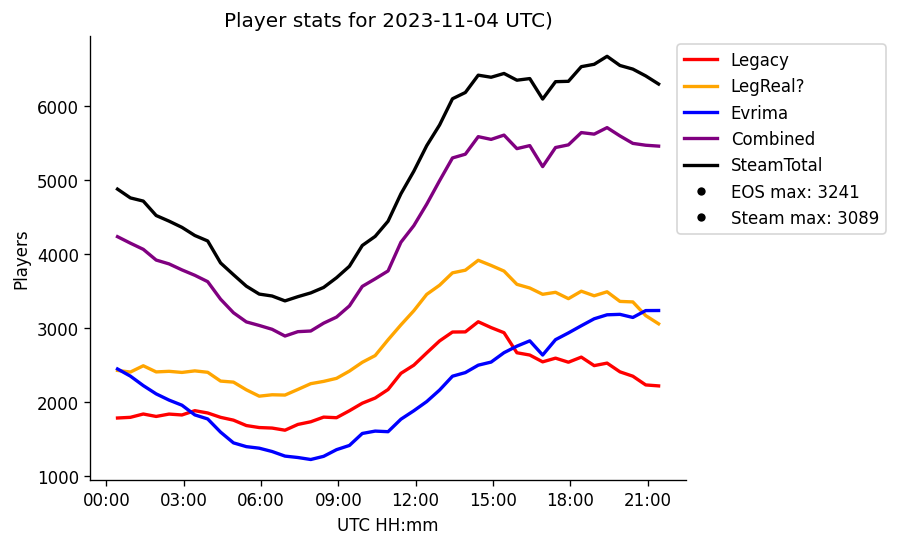 Player stats for 2023-11-04 UTC)
Legacy
LegReal?
Evrima
Combined
SteamTotal
EOS max: 3241
Steam max: 3089
Players
6000
5000
4000
3000
2000
1000
00:00 03:00 06:00 09:00 12:00 15:00 18:00 21:00
UTC HH:mm